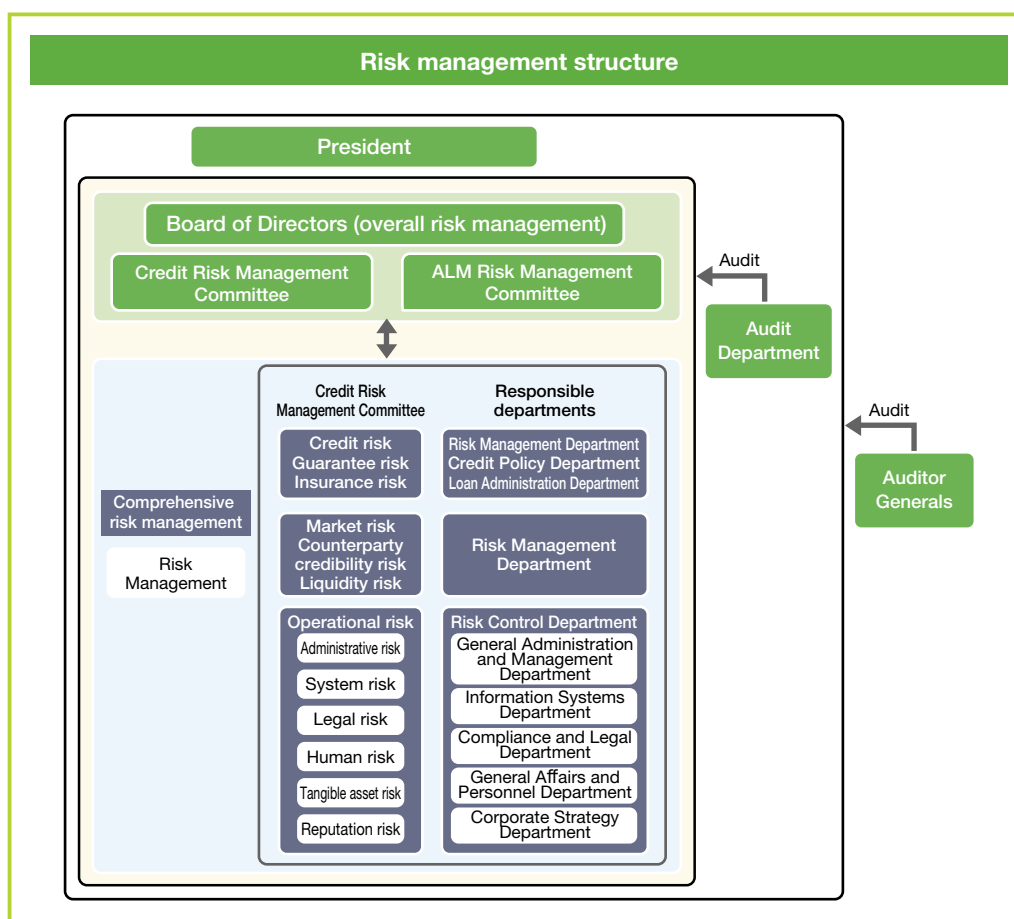 Risk management structure
President
Board of Directors (overall risk management)
Credit Risk Management
Committee
ALM Risk Management
Committee
Audit
Audit
Department
Audit
Auditor
Generals
Comprehensive
risk management
Risk
Management
Credit Risk
Management Committee
Responsible
departments
Credit risk
Guarantee risk
Insurance risk
Risk Management Department
Credit Policy Department
Loan Administration Department
Market risk
Counterparty
credibility risk
Liquidity risk
Risk Management
Department
Operational risk
Administrative risk
System risk
Legal risk
Human risk
Tangible asset risk
Reputation risk
Risk Control Department
General Administration
and Management
Department
Information Systems
Department
Compliance and Legal
Department
General Affairs and
Personnel Department
Corporate Strategy
Department